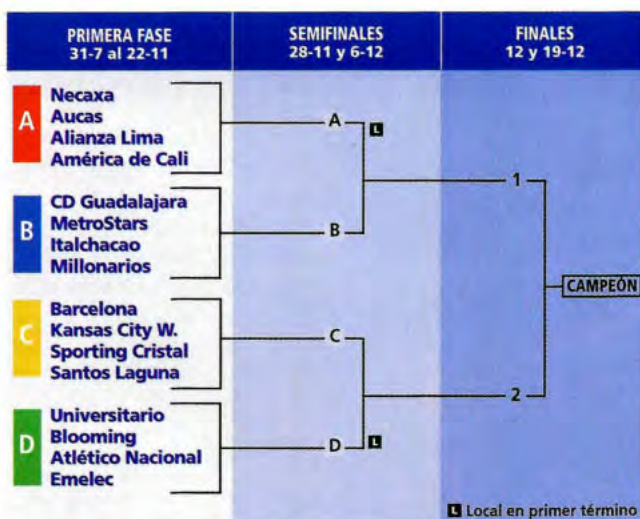 PRIMERA FASE
31-7 al 22-11
SEMIFINALES
28-11 y 6-12
FINALES
12 y 19-12
A
Necaxa
Aucas
Alianza Lima
América de Cali
B
CD Guadalajara
MetroStars
Italchacao
Millonarios
C
Barcelona
Kansas City W.
Sporting Cristal
Santos Laguna
D
Universitario
Blooming
Atlético Nacional
Emelec
A
L
B
C
D
L
1
2
CAMPEÓN
L Local en primer término